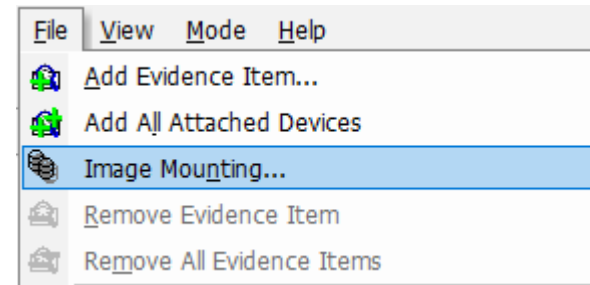 File View Mode Help
Add Evidence Item...
Add All Attached Devices
Image Mounting...
Remove Evidence Item
Remove All Evidence Items